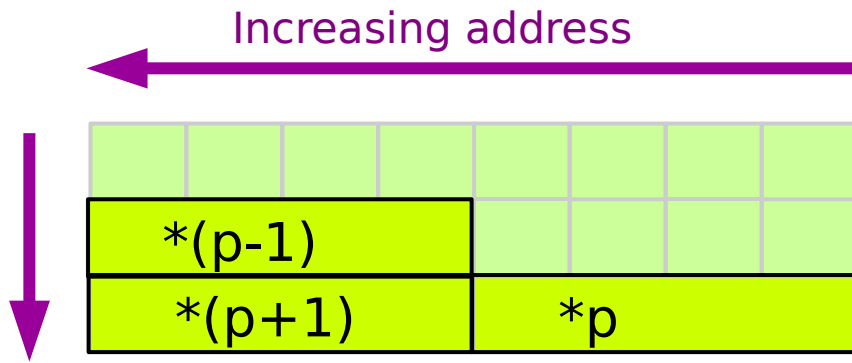 Increasing address
*(p-1)
*(p+1) *p